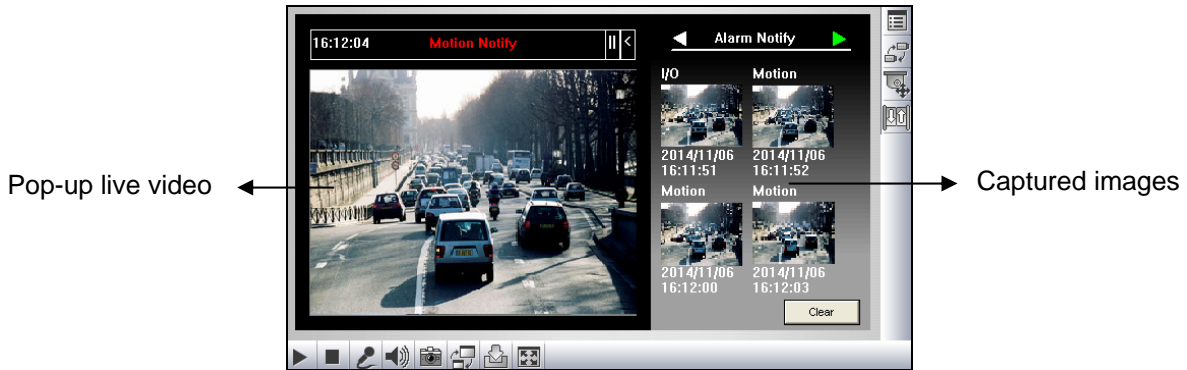 16:12:04 Motion Notify || <
Alarm Notify
I/O Motion
2014/11/06 2014/11/06
16:11:51 16:11:52
Motion Motion
2014/11/06 2014/11/06
16:12:00 16:12:03
Clear
Pop-up live video
Captured images